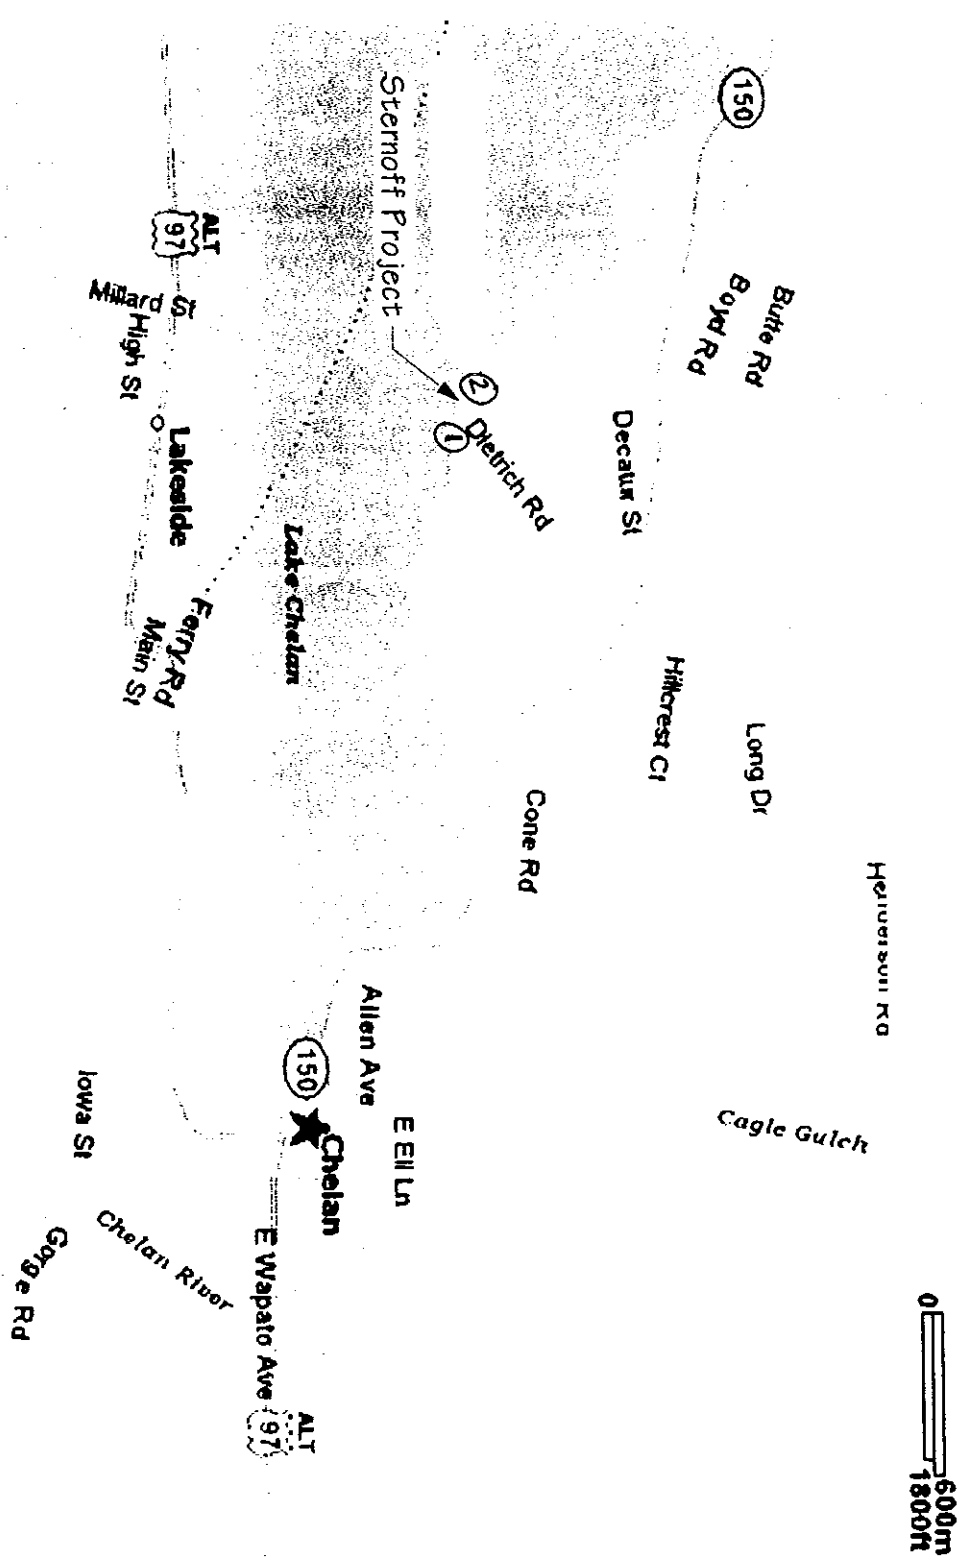 0 600m
1800ft
150
Butte Rd
Boyd Rd
Long Dr
Cagle Gulch
Decatur St
Hillcrest Ct
②
①
Dietrich Rd
Cone Rd
Sternoff Project
Allen Ave
E Ell Ln
Lake Chelan
150
Chelan
ALT
97
Lakeside
Ferry Rd
E Wapato Ave
ALT
97
Millard St
High St
Main St
Chelan River
Iowa St
Gorge Rd